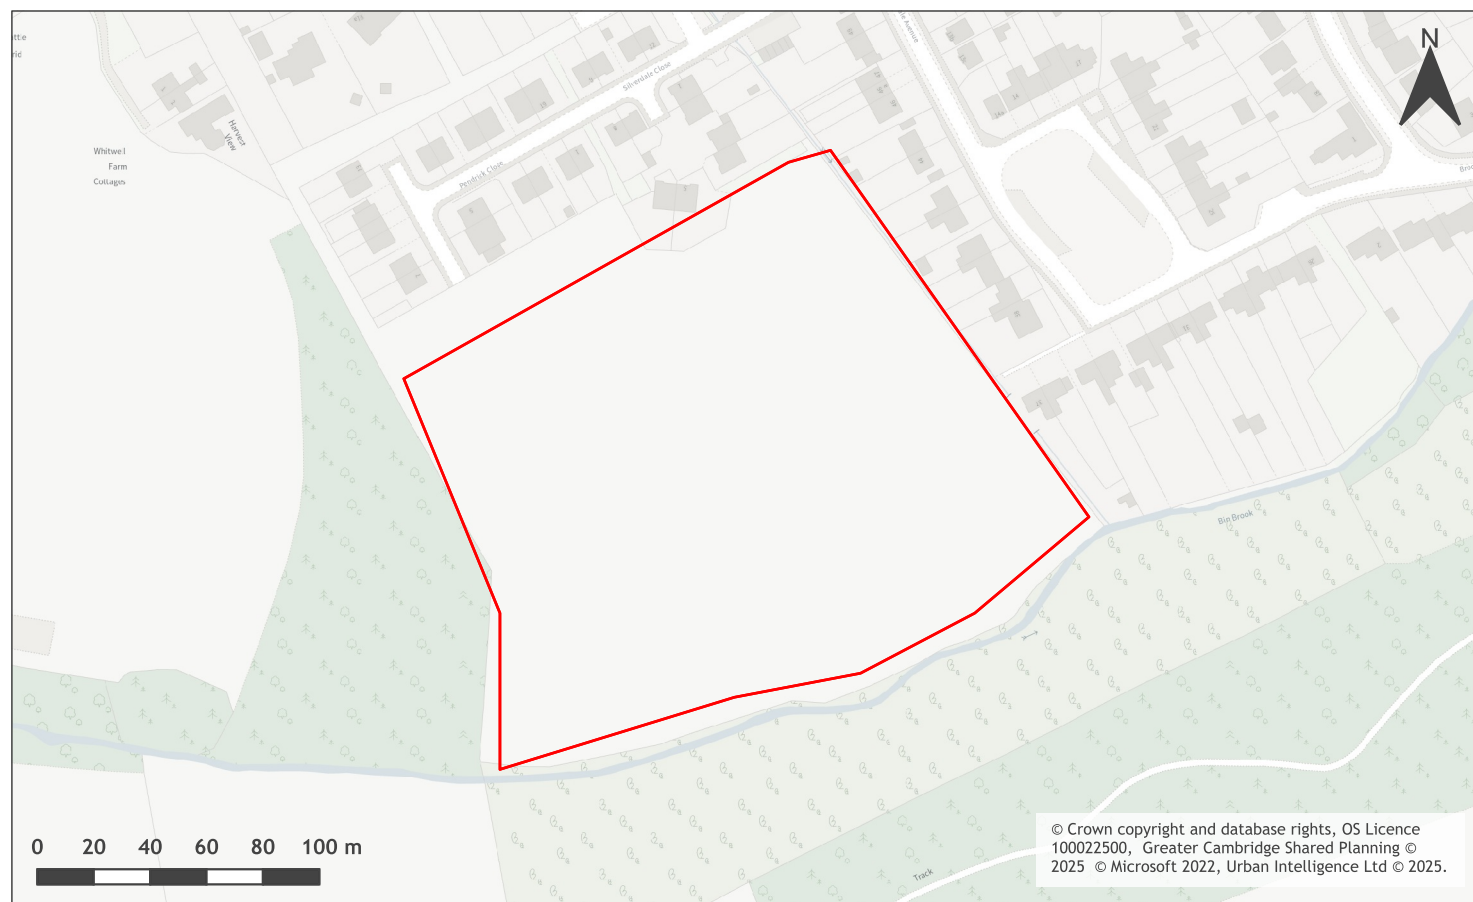 N
Silverdale Close
Harvest
View
Whitwell
Farm
Cottages
Penbrick Close
Bin Brook
Track
0 20 40 60 80 100 m
© Crown copyright and database rights, OS Licence
100022500, Greater Cambridge Shared Planning ©
2025 © Microsoft 2022, Urban Intelligence Ltd © 2025.